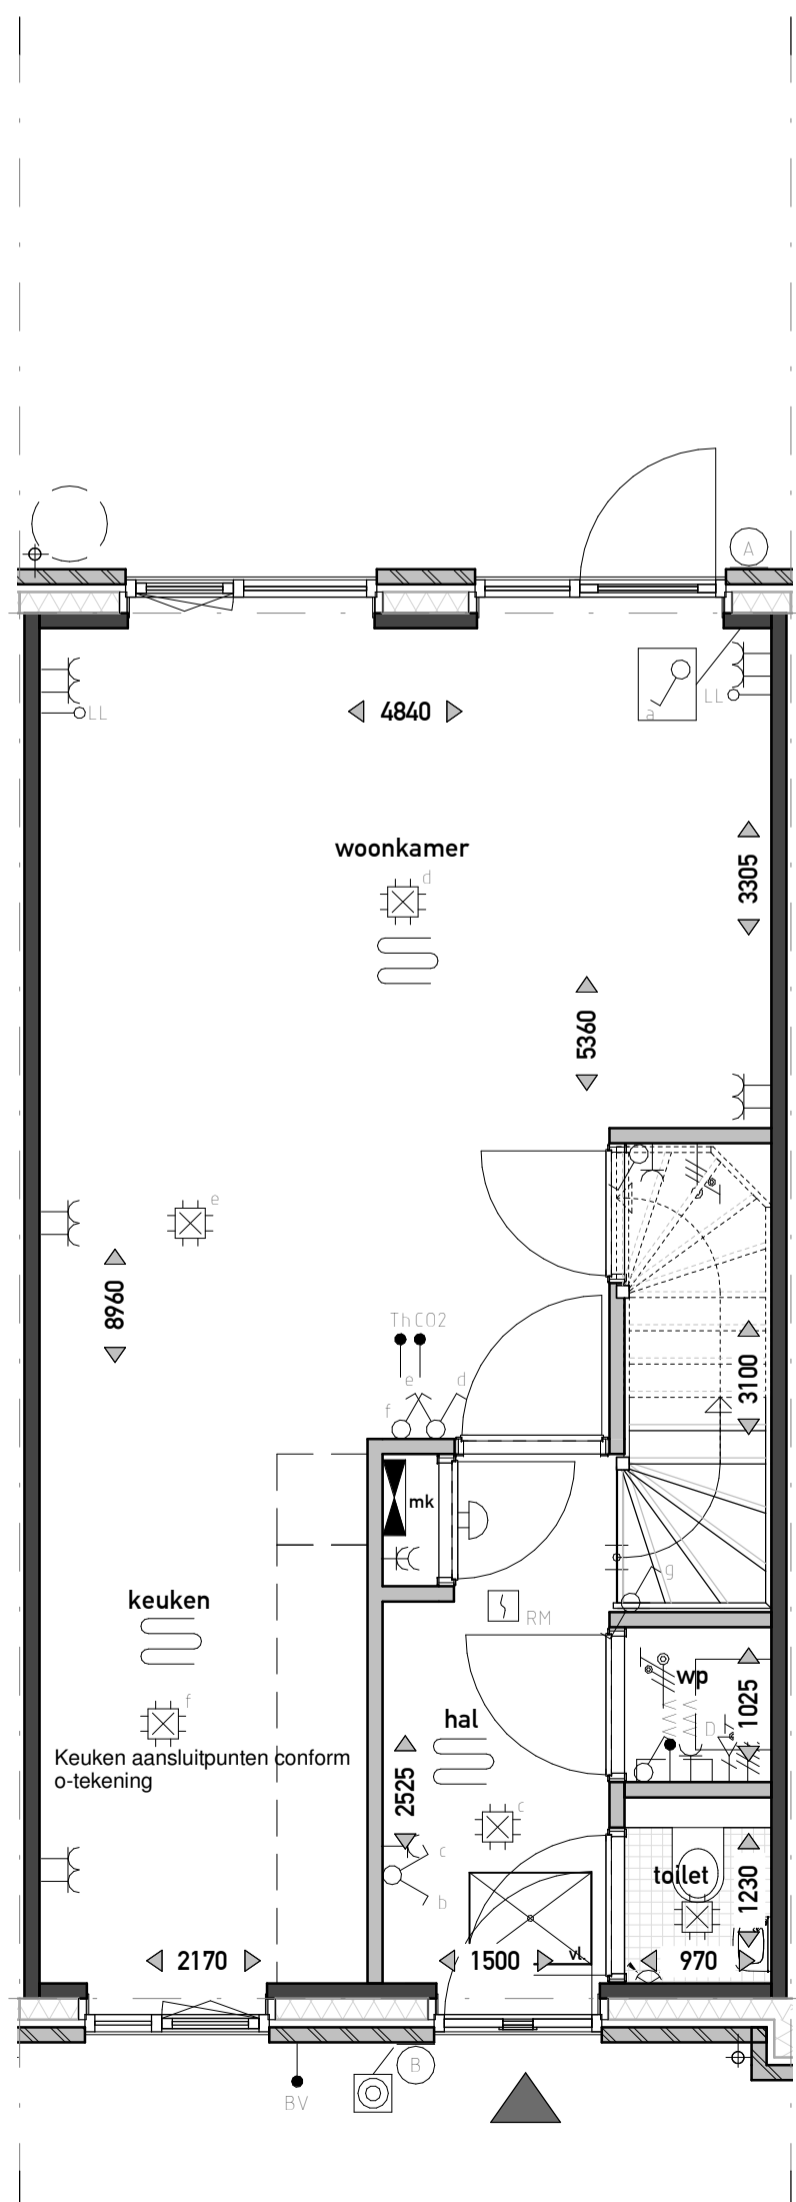 A
LL
a
LL
4840
woonkamer
d
3305
5360
e
8960
Th CO2
e
d
f
3100
mk
g
keuken
RM
wp
f
hal
D
1025
Keuken aansluitpunten conform
o-tekening
2525
c
c
toilet
1230
b
2170
1500
vl.
970
B
BV